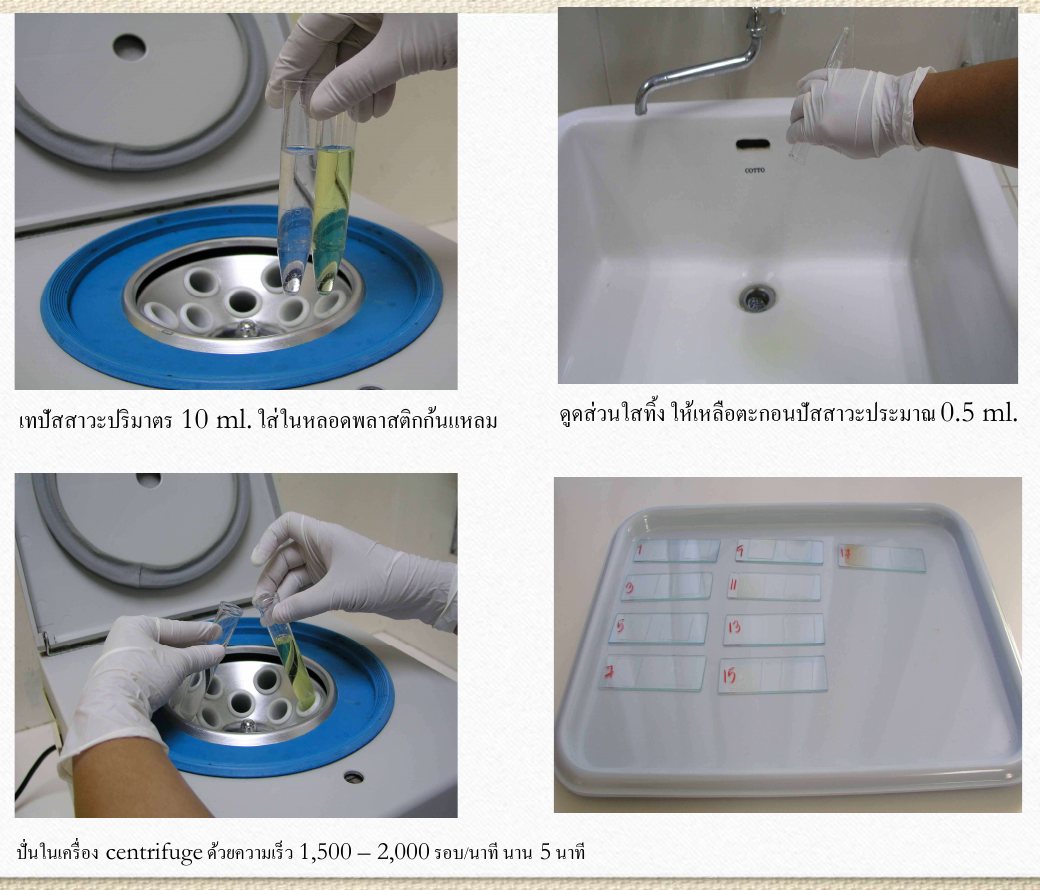 COTTO
เทปัสสาวะปริมาตร 10 ml. ใส่ในหลอดพลาสติกก้นแหลม
ดูดส่วนใสทิ้ง ให้เหลือตะกอนปัสสาวะประมาณ 0.5 ml.
1 9 17
3 11
5 13
7 15
ปั่นในเครื่อง centrifuge ด้วยความเร็ว 1,500 – 2,000 รอบ/นาที นาน 5 นาที